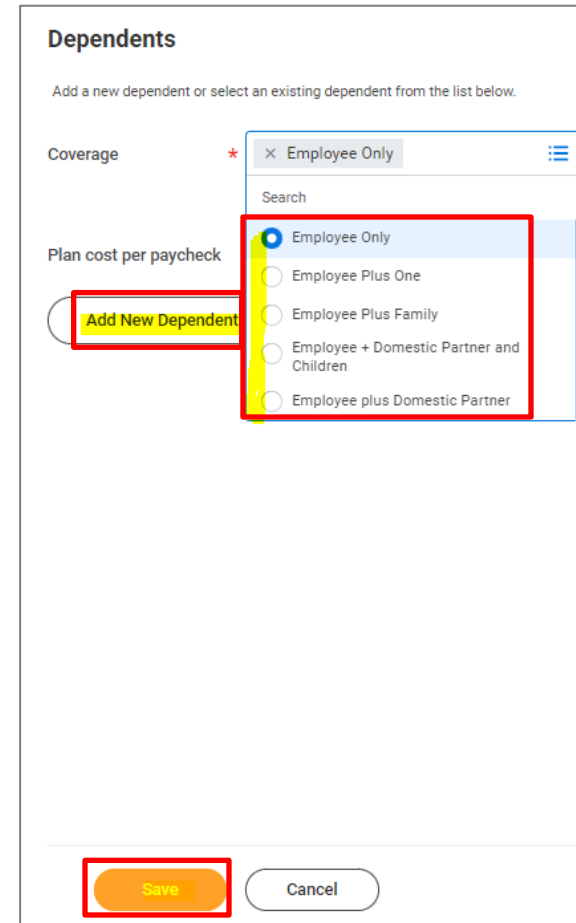 Dependents
Add a new dependent or select an existing dependent from the list below.
Coverage * × Employee Only
Search
Plan cost per paycheck
Add New Dependent
Employee Only
Employee Plus One
Employee Plus Family
Employee + Domestic Partner and
Children
Employee plus Domestic Partner
Save
Cancel